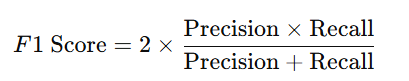 F1 Score = 2 × Precision × Recall / Precision + Recall